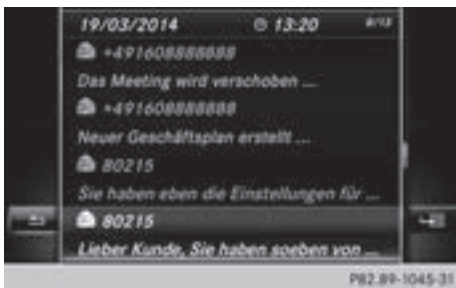 19/03/2014 13:20 8/13
+491608888888
Das Meeting wird verschoben ...
+491608888888
Neuer Geschäftsplan erstellt ...
80215
Sie haben eben die Einstellungen für ...
80215
Lieber Kunde, Sie haben soeben von ...
P82.89-1045-31